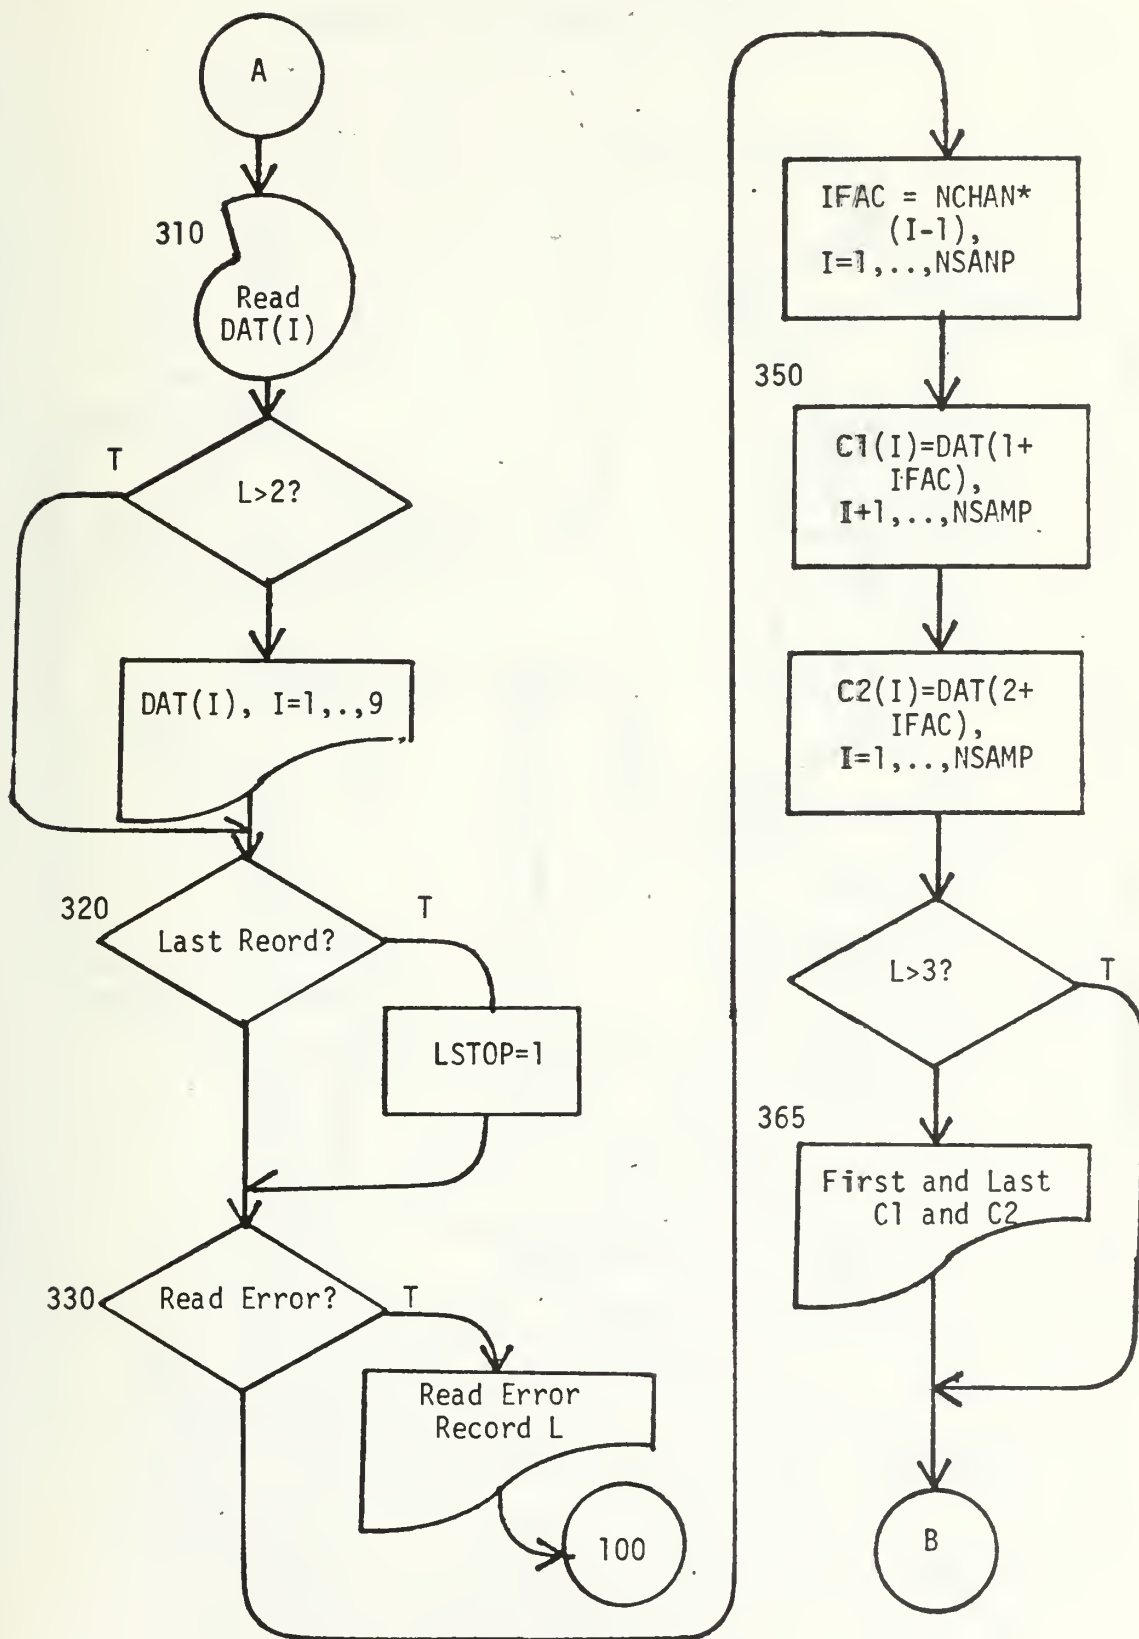 A
310
Read
DAT(I)
T
L>2?
DAT(I), I=1,.,9
320
Last Reord?
T
LSTOP=1
330
Read Error?
T
Read Error
Record L
100
IFAC = NCHAN*
(I-1),
I=1,..,NSANP
350
C1(I)=DAT(1+
IFAC),
I+1,..,NSAMP
C2(I)=DAT(2+
IFAC),
I=1,..,NSAMP
L>3?
T
365
First and Last
C1 and C2
B